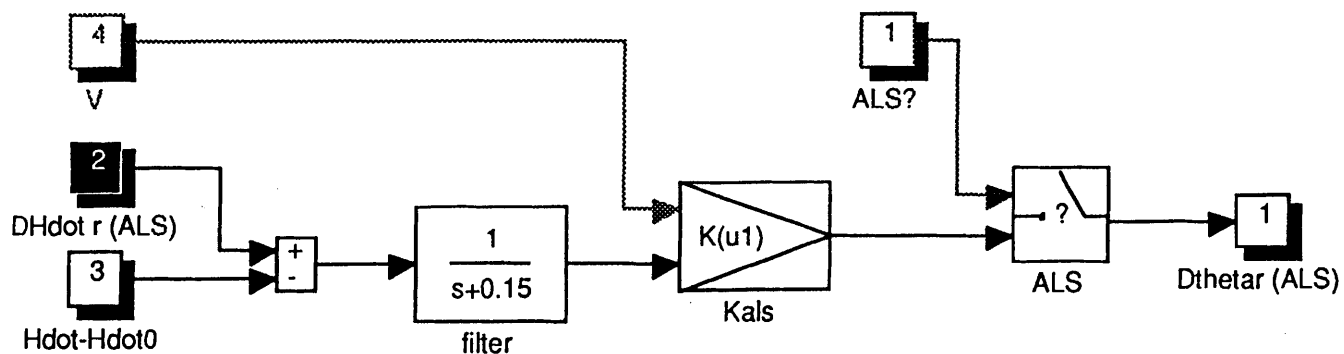 4
V
1
ALS?
2
DHdot r (ALS)
3
Hdot-Hdot0
+
-
1
s+0.15
filter
K(u1)
Kals
?
ALS
1
Dthetar (ALS)